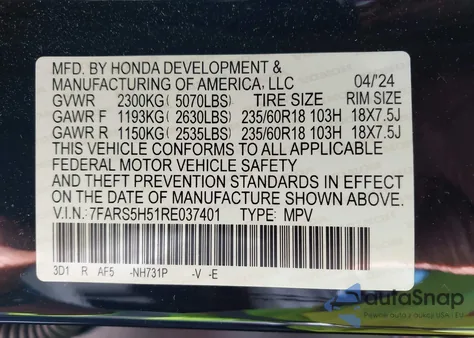 MFD. BY HONDA DEVELOPMENT &
MANUFACTURING OF AMERICA, LLC 04/'24
GVWR 2300KG( 5070LBS) TIRE SIZE RIM SIZE
GAWR F 1193KG( 2630LBS) 235/60R18 103H 18X7.5J
GAWR R 1150KG( 2535LBS) 235/60R18 103H 18X7.5J
THIS VEHICLE CONFORMS TO ALL APPLICABLE
FEDERAL MOTOR VEHICLE SAFETY
AND THEFT PREVENTION STANDARDS IN EFFECT
ON THE DATE OF MANUFACTURE SHOWN ABOVE.
V.I.N: 7FARS5H51RE037401 TYPE: MPV
3D1 R AF5 -NH731P -V -E
autaSnap